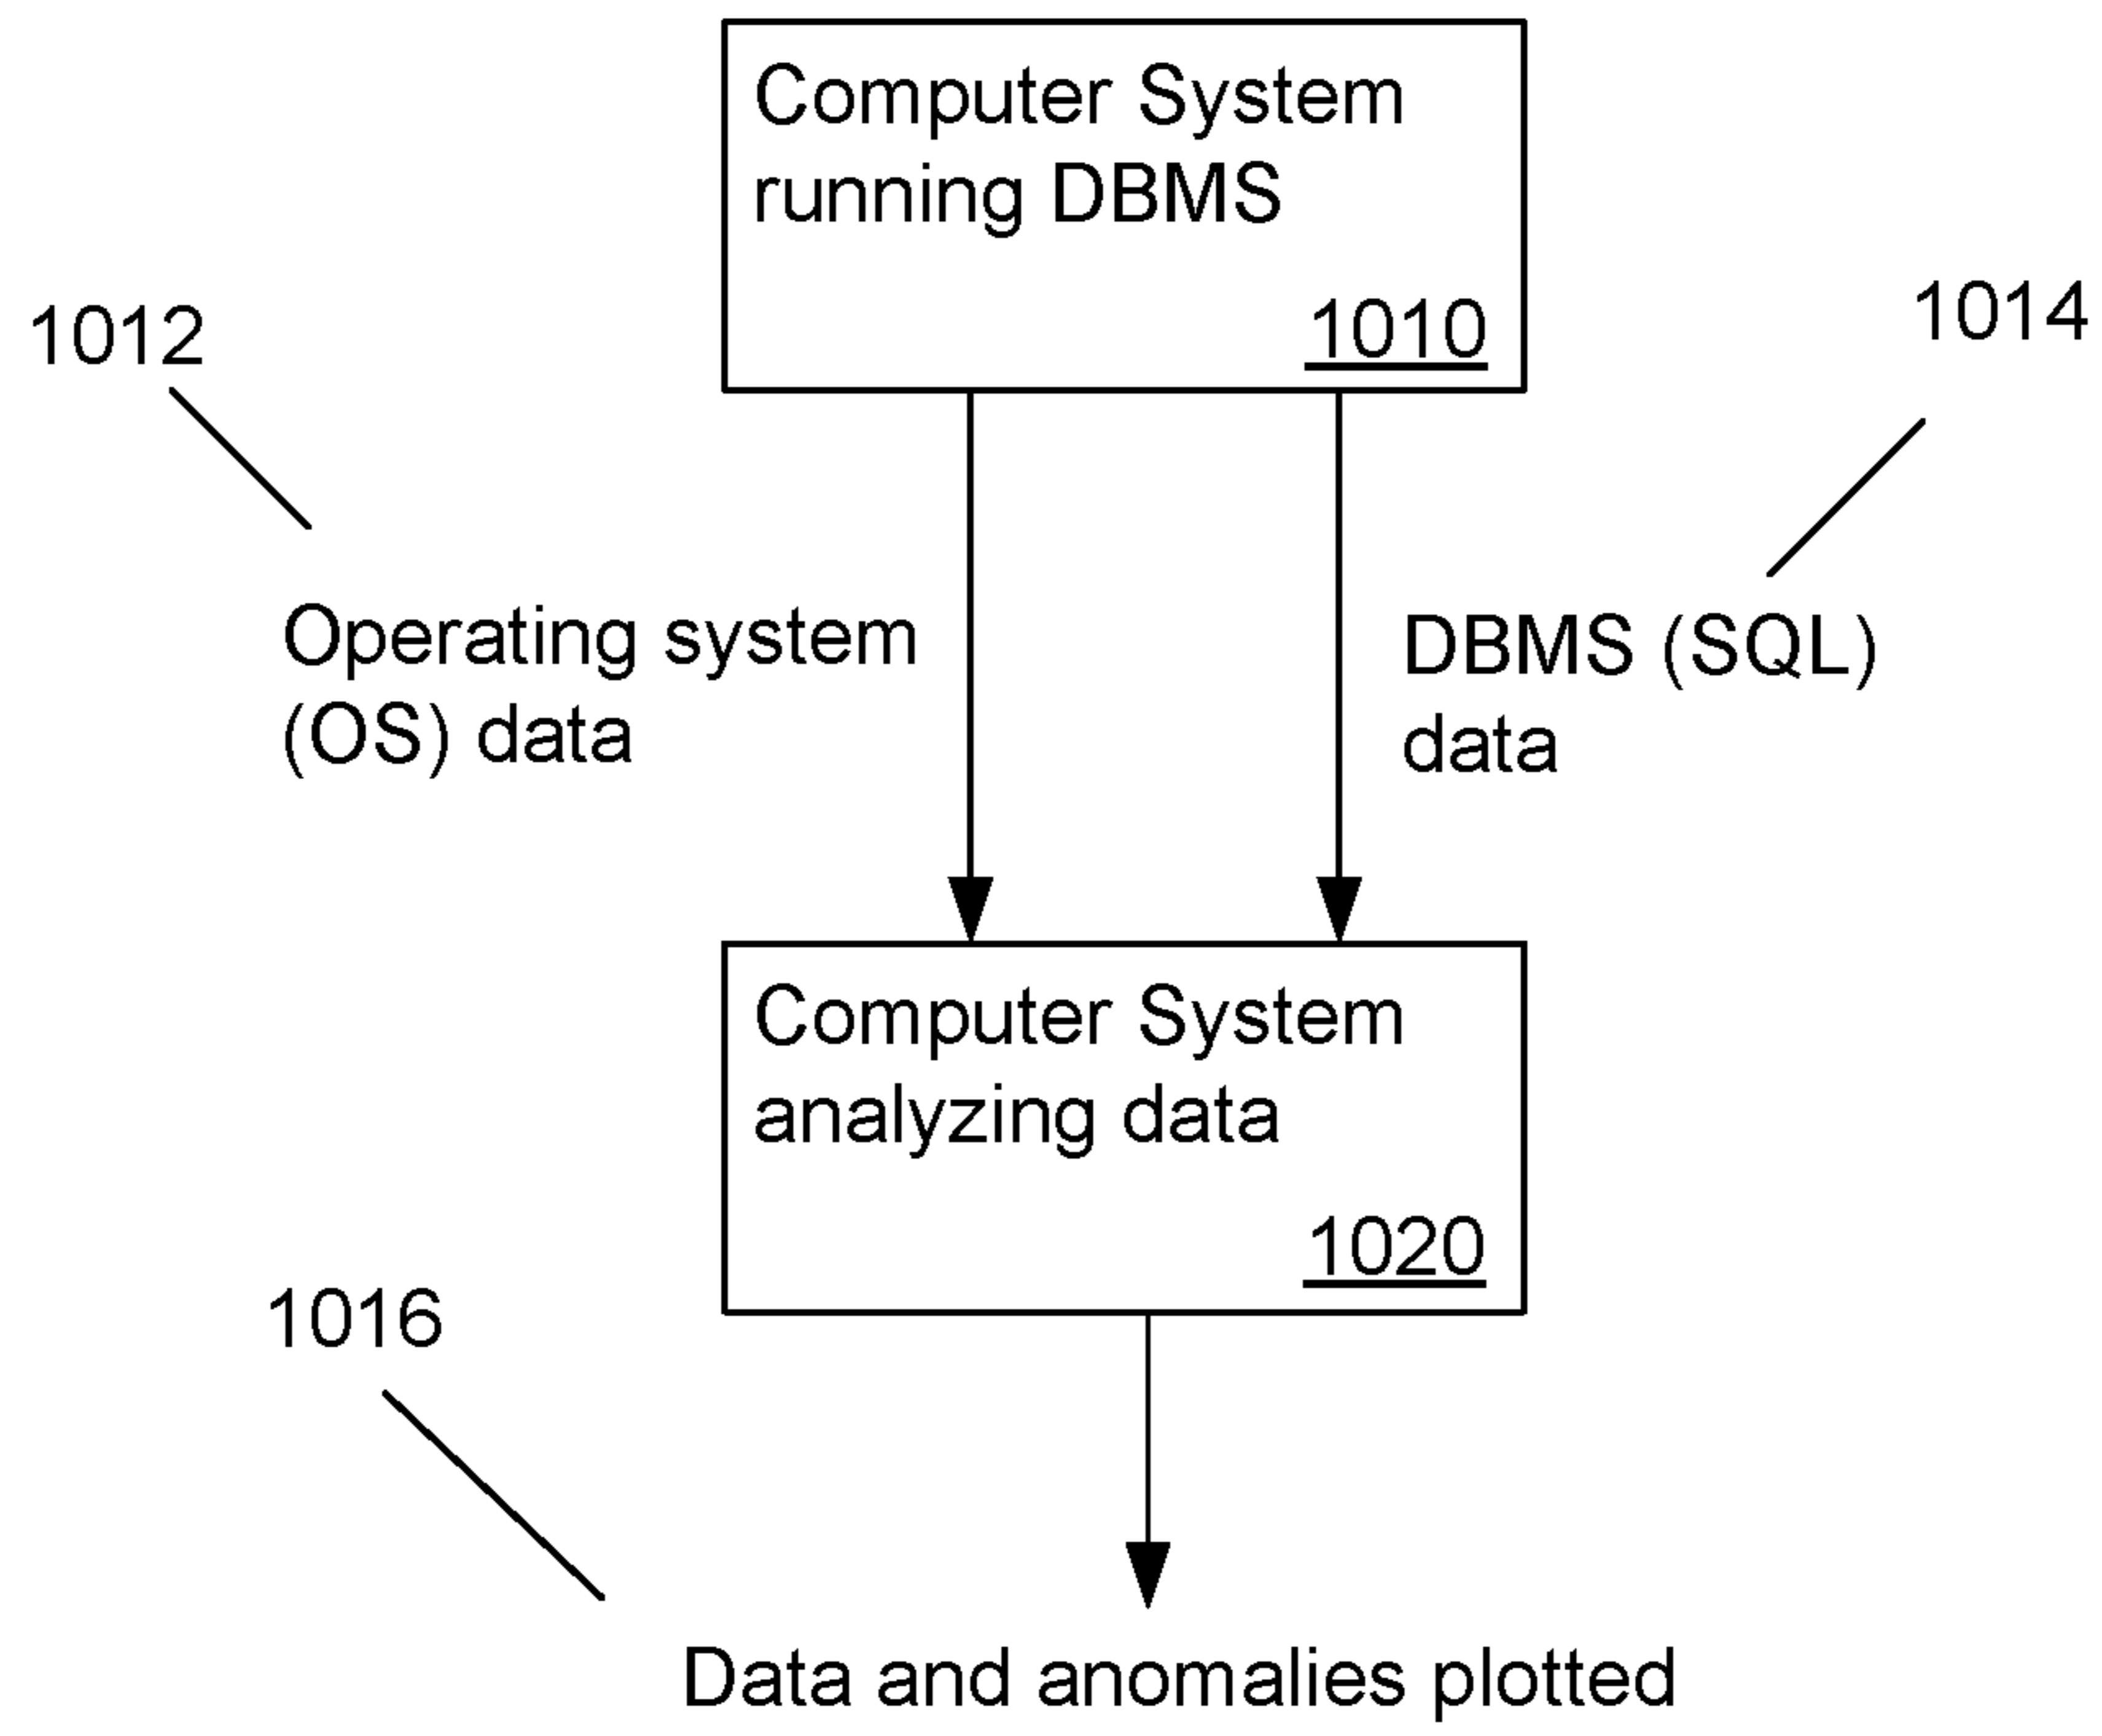 Computer System
running DBMS
1010
1012
1014
Operating system
(OS) data
DBMS (SQL)
data
Computer System
analyzing data
1020
1016
Data and anomalies plotted